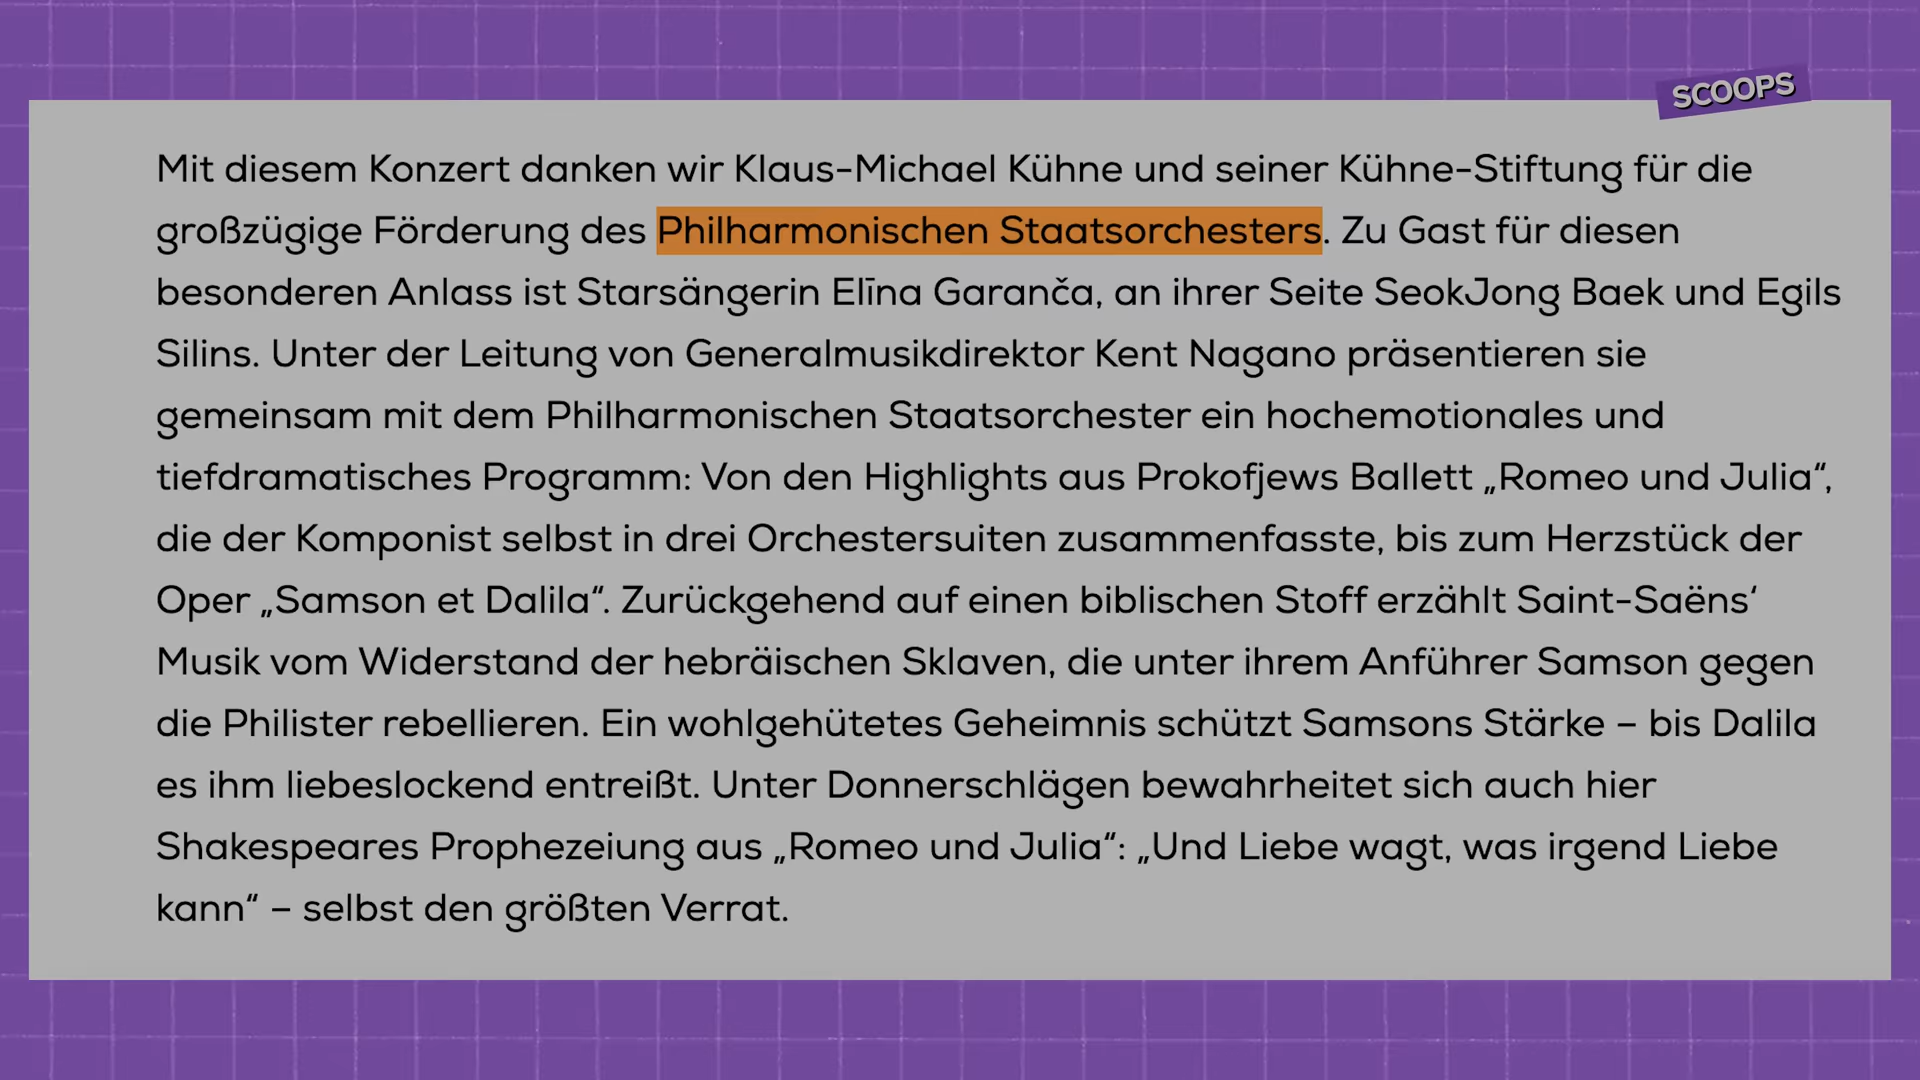 SCOOPS
Mit diesem Konzert danken wir Klaus-Michael Kühne und seiner Kühne-Stiftung für die
großzügige Förderung des Philharmonischen Staatsorchesters. Zu Gast für diesen
besonderen Anlass ist Starsängerin Elīna Garanča, an ihrer Seite SeokJong Baek und Egils
Silins. Unter der Leitung von Generalmusikdirektor Kent Nagano präsentieren sie
gemeinsam mit dem Philharmonischen Staatsorchester ein hochemotionales und
tiefdramatisches Programm: Von den Highlights aus Prokofjews Ballett „Romeo und Julia“,
die der Komponist selbst in drei Orchestersuiten zusammenfasste, bis zum Herzstück der
Oper „Samson et Dalila“. Zurückgehend auf einen biblischen Stoff erzählt Saint-Saëns‘
Musik vom Widerstand der hebräischen Sklaven, die unter ihrem Anführer Samson gegen
die Philister rebellieren. Ein wohlgehütetes Geheimnis schützt Samsons Stärke – bis Dalila
es ihm liebeslockend entreißt. Unter Donnerschlägen bewahrheitet sich auch hier
Shakespeares Prophezeiung aus „Romeo und Julia“: „Und Liebe wagt, was irgend Liebe
kann“ – selbst den größten Verrat.